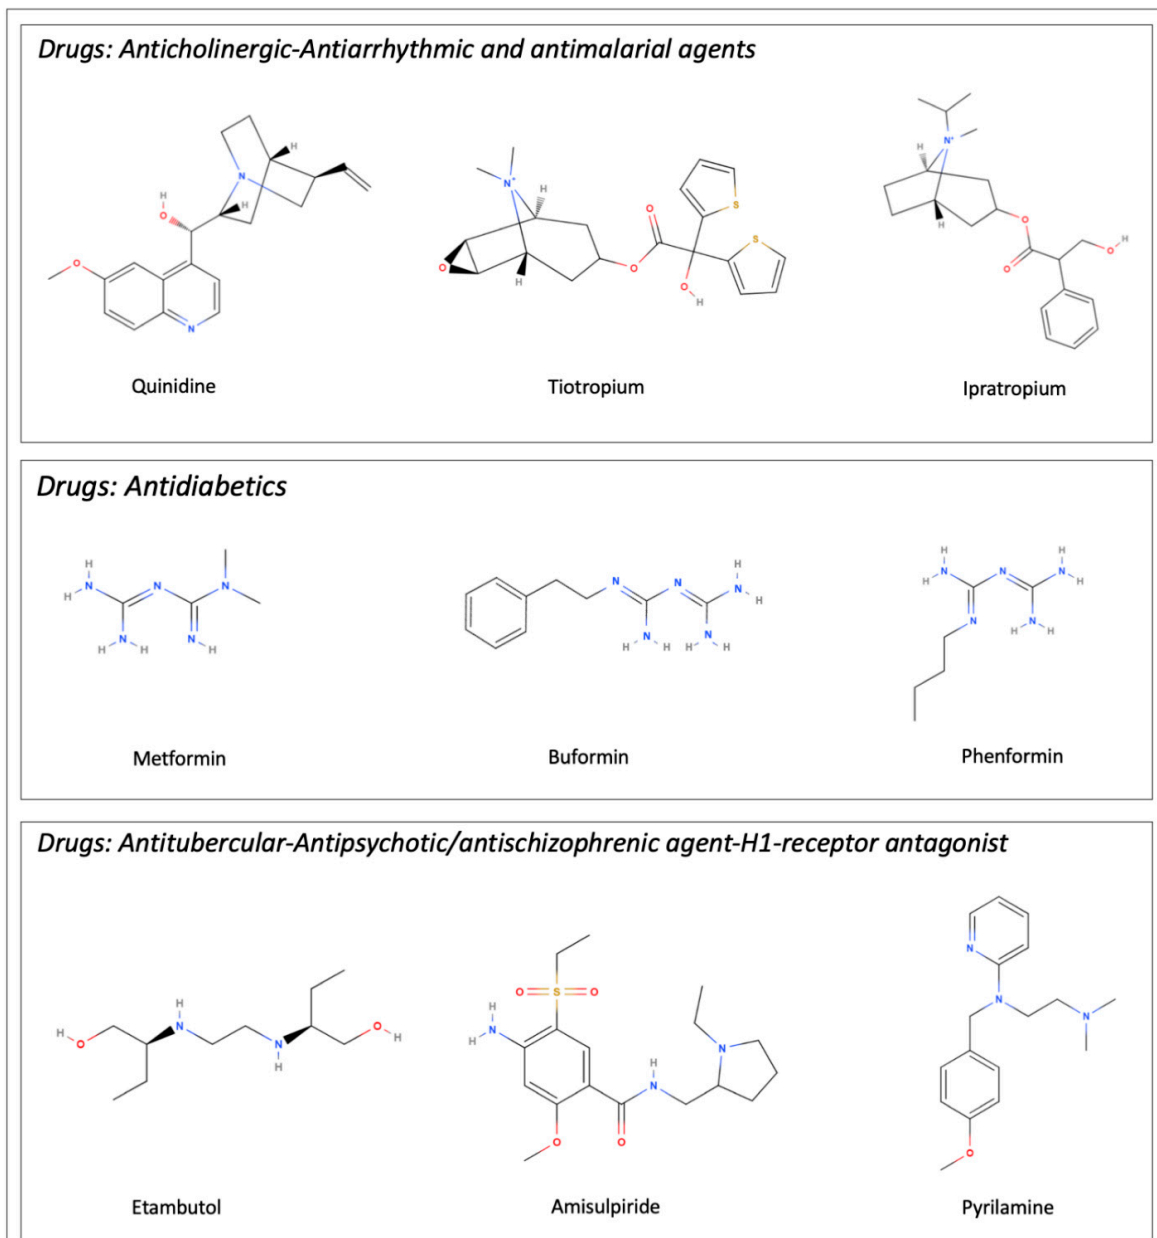 Drugs: Anticholinergic-Antiarrhythmic and antimalarial agents
H
N
H
H
O
O
N
Quinidine
N+
H
O
H
O
O
S
S
O
H
Tiotropium
N+
H
H
O
O
O
H
Ipratropium
Drugs: Antidiabetics
H
H
N
N
N
N
H
H
N
H
Metformin
N
N
H
N
H
N
H
H
N
H
H
Buformin
H
N
H
N
H
N
H
N
N
H
H
Phenformin
Drugs: Antitubercular-Antipsychotic/antischizophrenic agent-H1-receptor antagonist
H
O
H
N
N
H
O
H
Etambutol
O
S
O
H
N
H
H
N
N
O
O
Amisulpiride
N
N
N
O
Pyrilamine